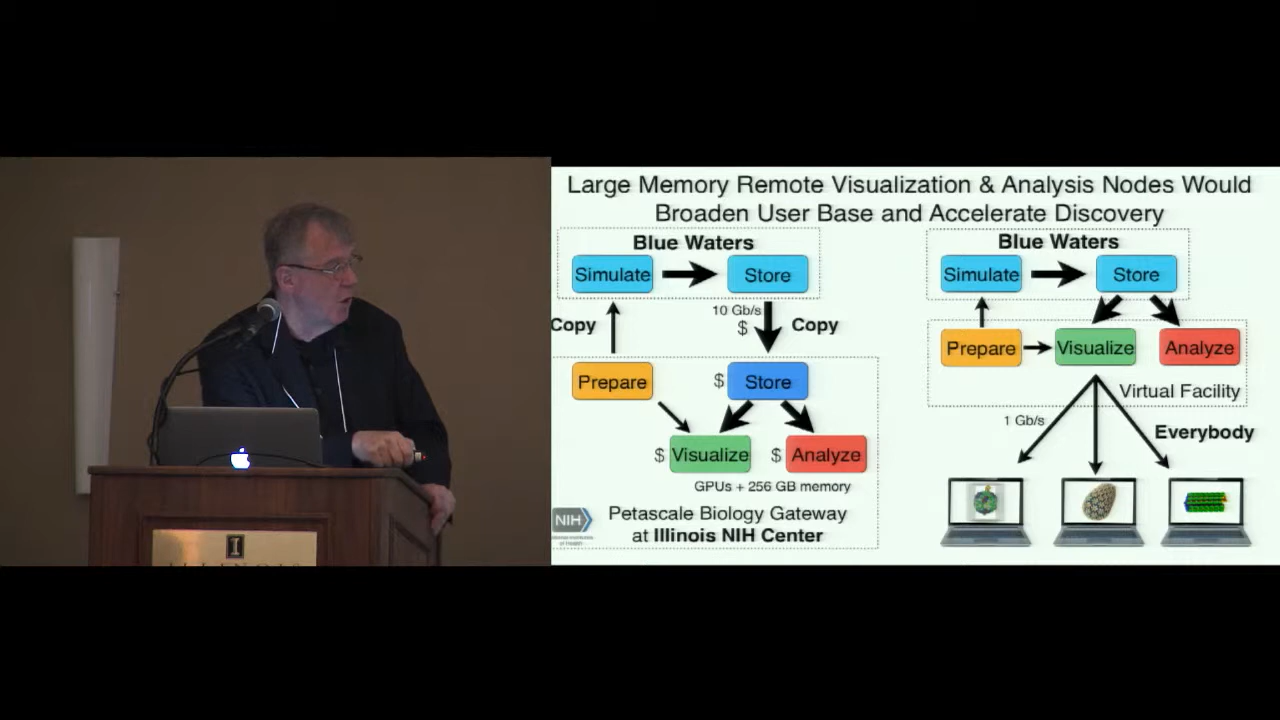 Large Memory Remote Visualization & Analysis Nodes Would
Broaden User Base and Accelerate Discovery
Blue Waters
Simulate
Store
Copy
10 Gb/s
$
Copy
Prepare
$
Store
$
Visualize
$
Analyze
GPUs + 256 GB memory
NIH
Petascale Biology Gateway
at Illinois NIH Center
Blue Waters
Simulate
Store
Prepare
Visualize
Analyze
Virtual Facility
1 Gb/s
Everybody
I
ILLINOIS